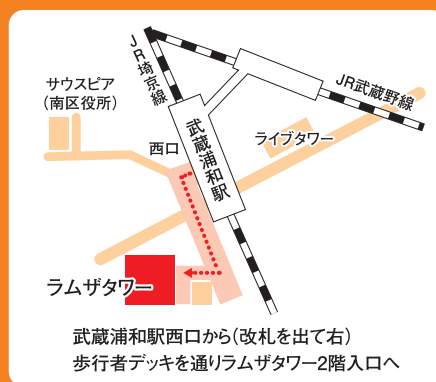 JR埼京線
JR武蔵野線
サウスピア
(南区役所)
西口
武蔵浦和駅
ライブタワー
ラムザタワー
武蔵浦和駅西口から(改札を出て右)
歩行者デッキを通りラムザタワー2階入口へ